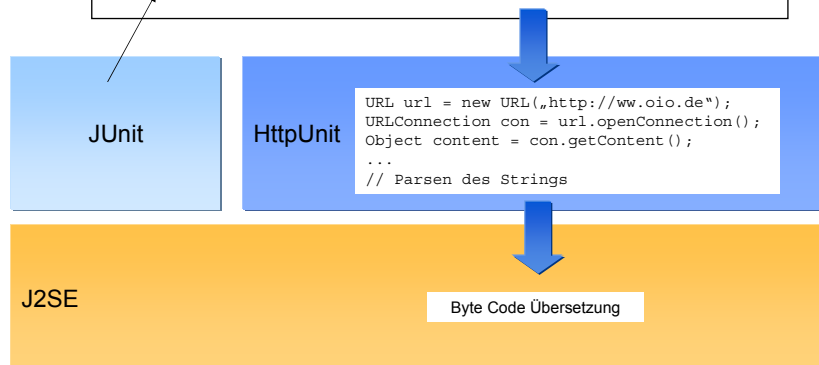 JUnit
HttpUnit
URL url = new URL(„http://ww.oio.de“);
URLConnection con = url.openConnection();
Object content = con.getContent();
...
// Parsen des Strings
J2SE
Byte Code Übersetzung